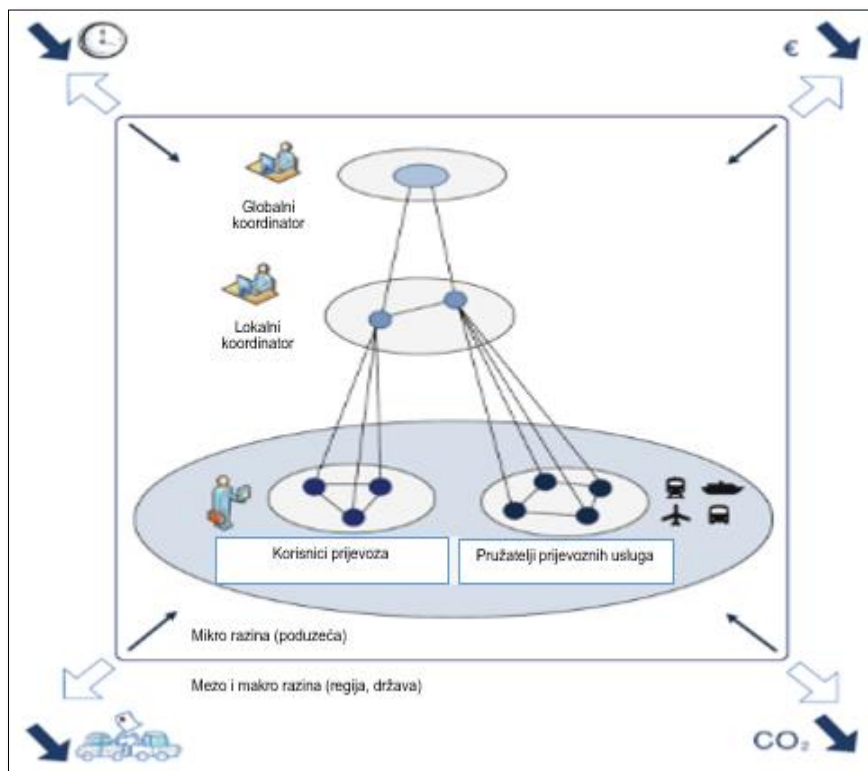 €
Globalni
koordinator
Lokalni
koordinator
Korisnici prijevoza
Pružatelji prijevoznih usluga
Mikro razina (poduzeća)
Mezo i makro razina (regija, država)
CO₂